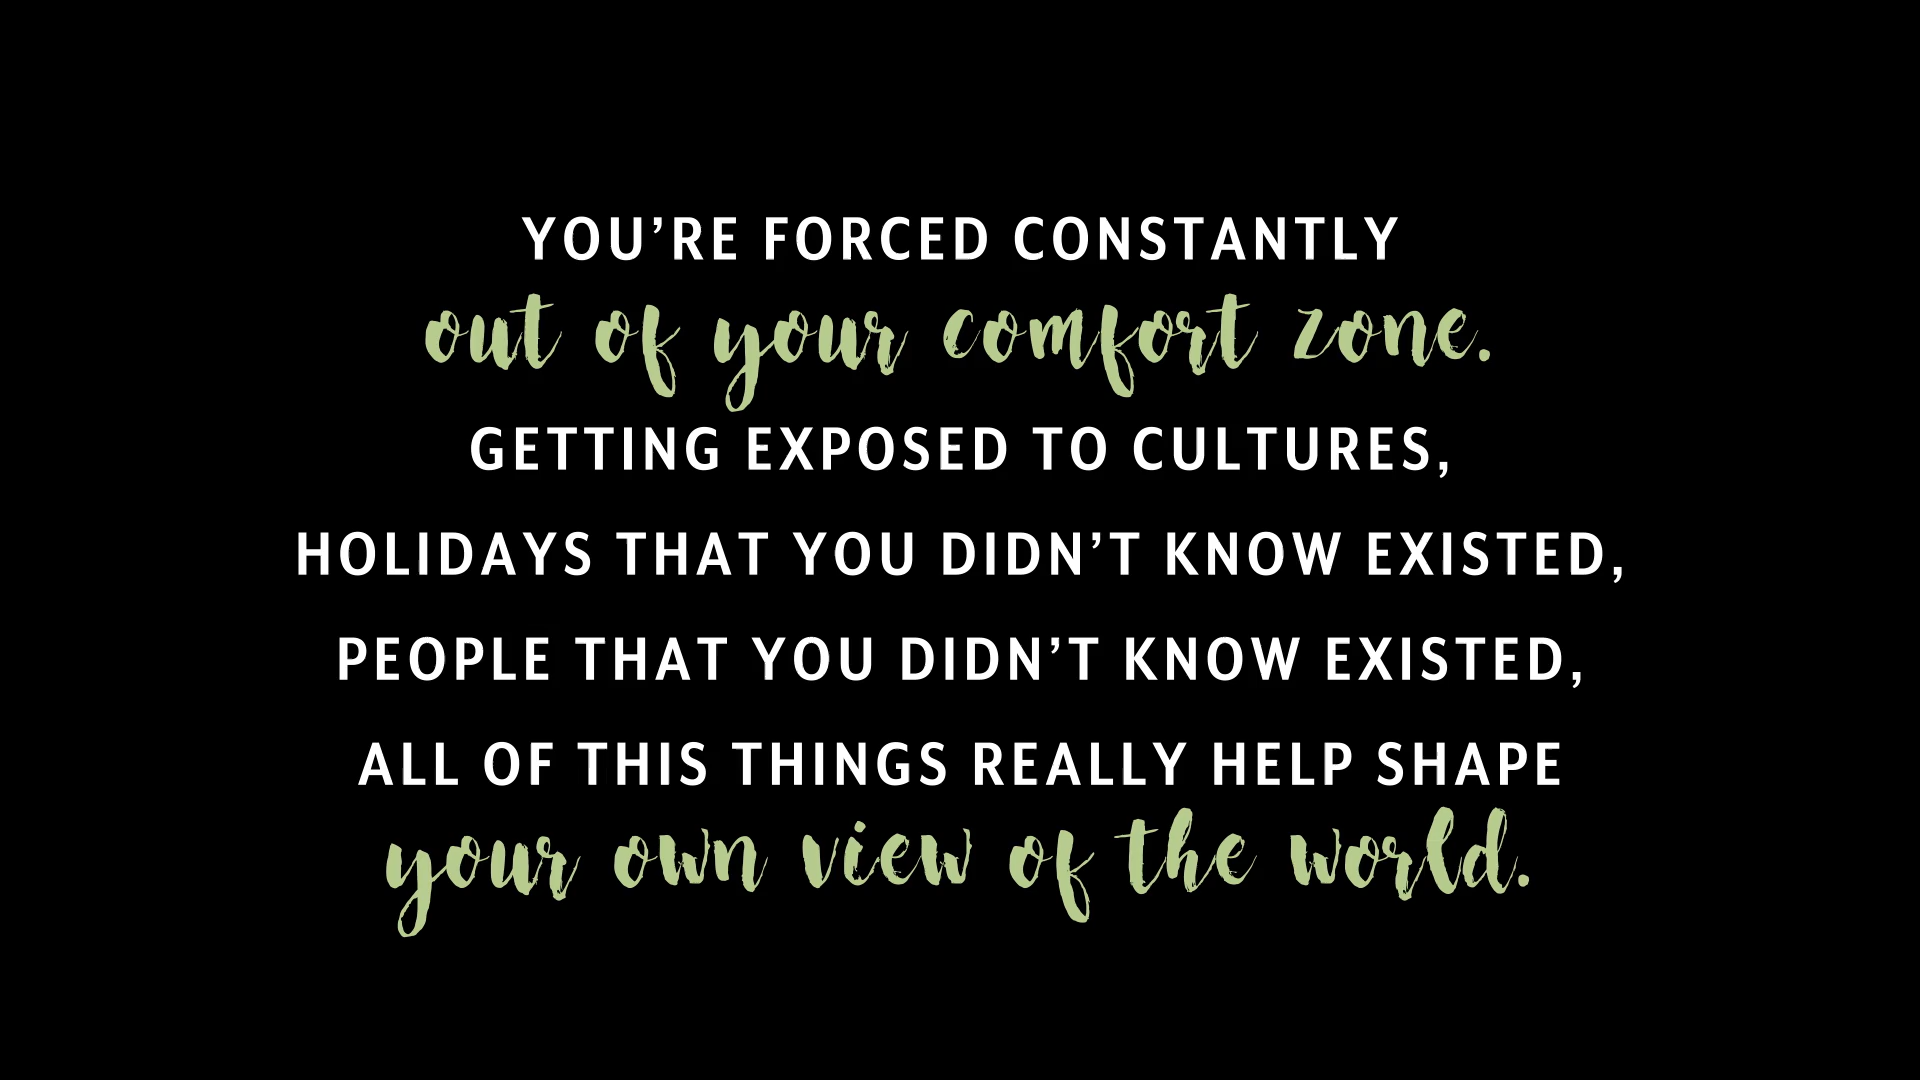 YOU’RE FORCED CONSTANTLY
out of your comfort zone.
GETTING EXPOSED TO CULTURES,
HOLIDAYS THAT YOU DIDN’T KNOW EXISTED,
PEOPLE THAT YOU DIDN’T KNOW EXISTED,
ALL OF THIS THINGS REALLY HELP SHAPE
your own view of the world.